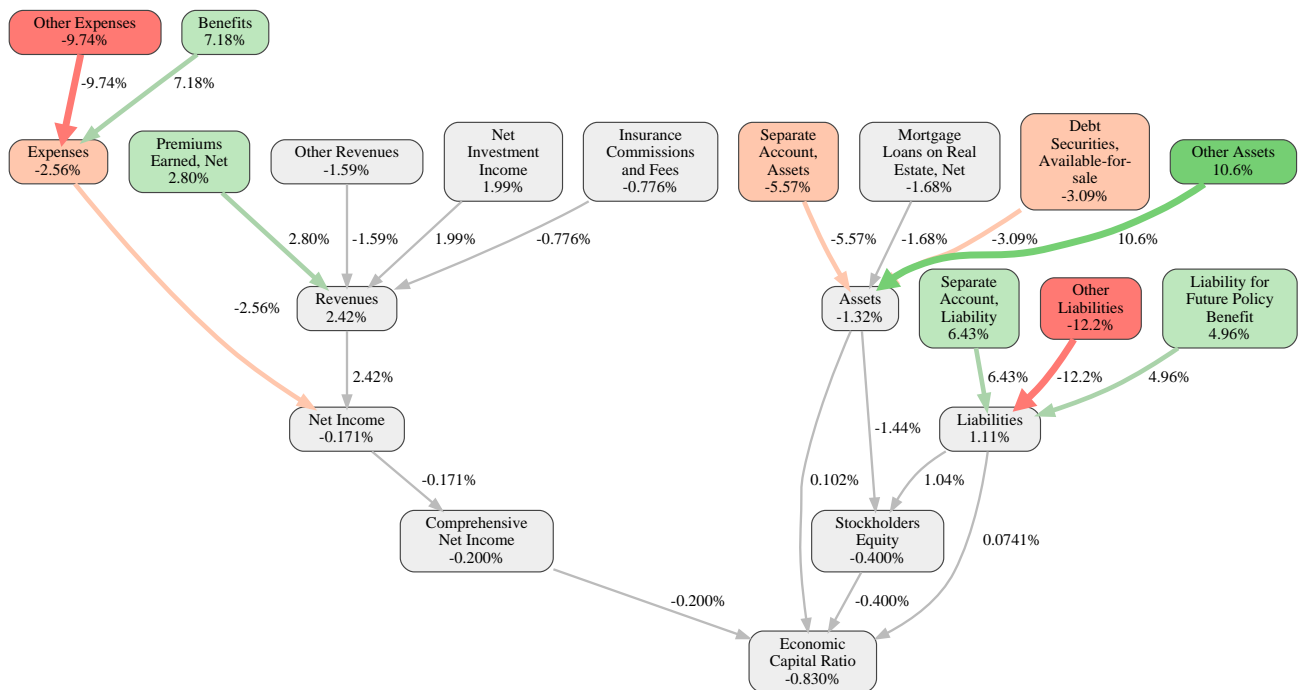 Other Expenses
-9.74%
Benefits
7.18%
-9.74%
7.18%
Expenses
-2.56%
Premiums
Earned, Net
2.80%
Other Revenues
-1.59%
Net
Investment
Income
1.99%
Insurance
Commissions
and Fees
-0.776%
Separate
Account,
Assets
-5.57%
Mortgage
Loans on Real
Estate, Net
-1.68%
Debt
Securities,
Available-for-
sale
-3.09%
Other Assets
10.6%
2.80%
-1.59%
1.99%
-0.776%
-5.57%
-1.68%
-3.09%
10.6%
-2.56%
Revenues
2.42%
Assets
-1.32%
Separate
Account,
Liability
6.43%
Other
Liabilities
-12.2%
Liability for
Future Policy
Benefit
4.96%
2.42%
6.43%
-12.2%
4.96%
Net Income
-0.171%
-1.44%
Liabilities
1.11%
-0.171%
0.102%
1.04%
Comprehensive
Net Income
-0.200%
Stockholders
Equity
-0.400%
0.0741%
-0.200%
-0.400%
Economic
Capital Ratio
-0.830%